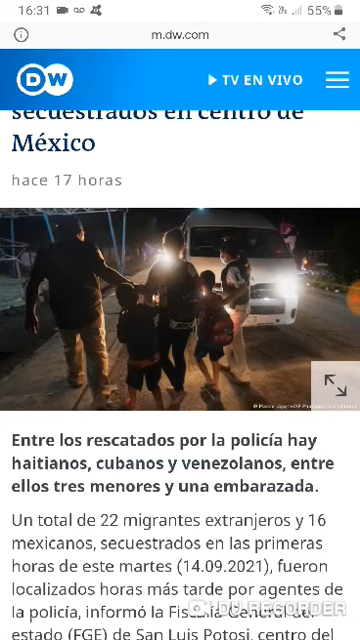 16:31 55%
m.dw.com
DW TV EN VIVO
secuestrados en centro de
México
hace 17 horas
Entre los rescatados por la policía hay
haitianos, cubanos y venezolanos, entre
ellos tres menores y una embarazada.
Un total de 22 migrantes extranjeros y 16
mexicanos, secuestrados en las primeras
horas de este martes (14.09.2021), fueron
localizados horas más tarde por agentes de
la policía, informó la Fiscalía General del
estado (FGE) de San Luis Potosí, centro del
DU RECORDER